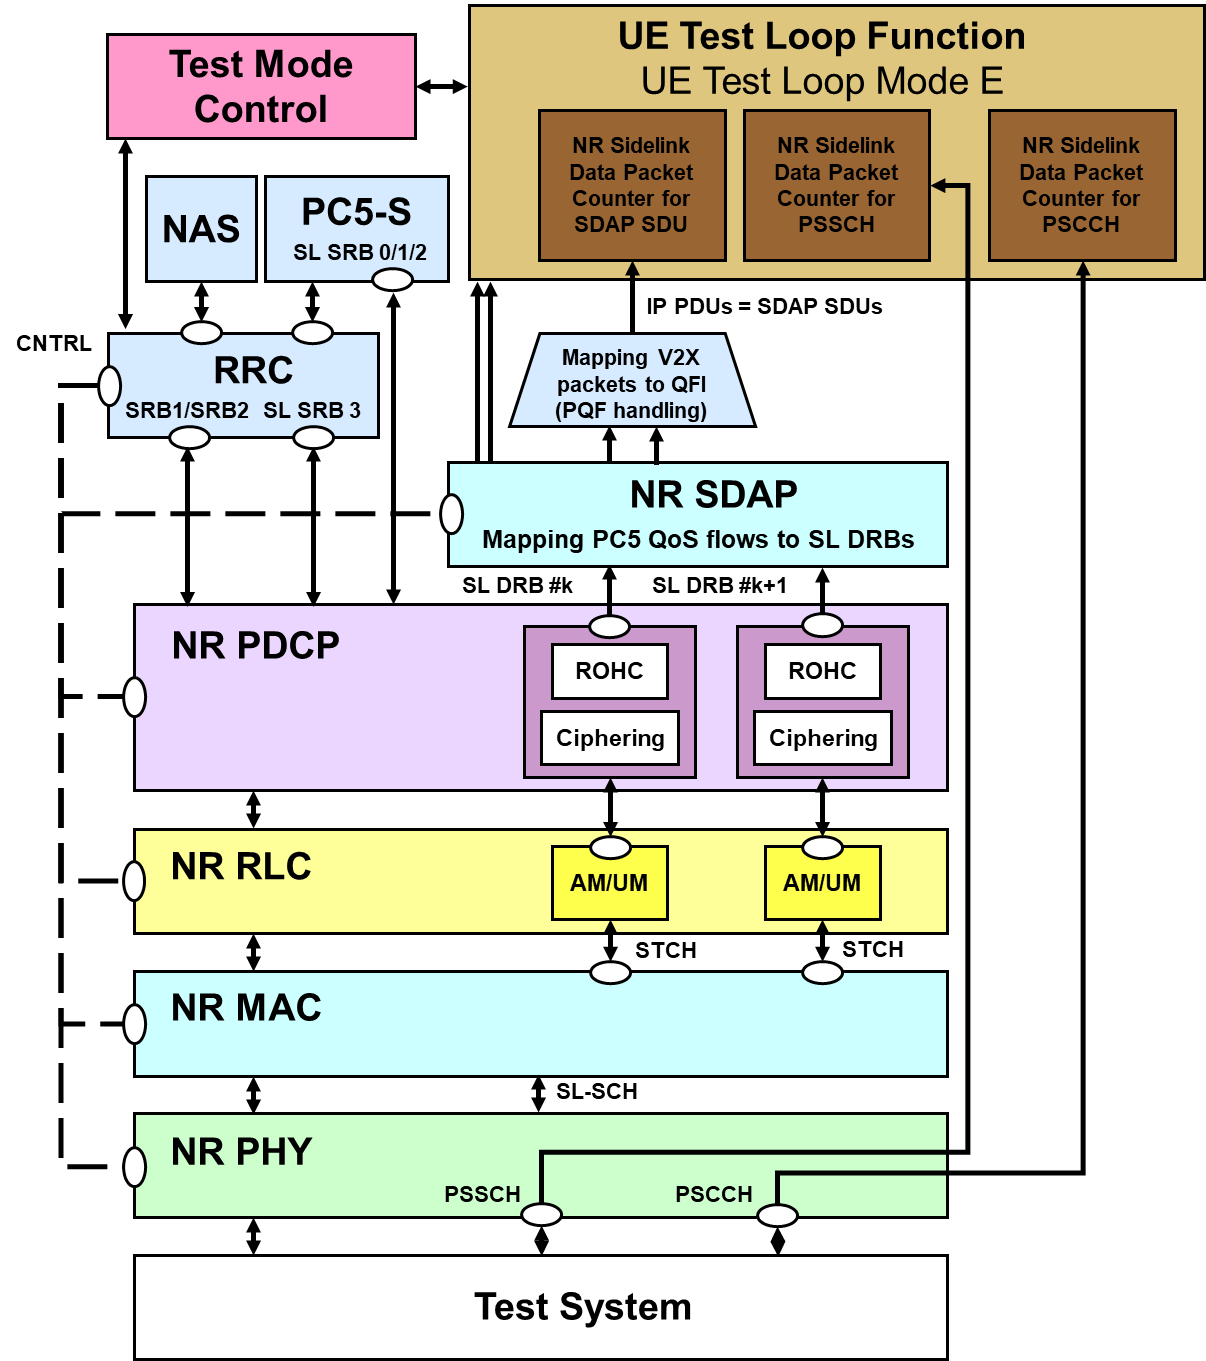 UE Test Loop Function
UE Test Loop Mode E
Test Mode
Control
NR Sidelink
Data Packet
Counter for
SDAP SDU
NR Sidelink
Data Packet
Counter for
PSSCH
NR Sidelink
Data Packet
Counter for
PSCCH
NAS
PC5-S
SL SRB 0/1/2
IP PDUs = SDAP SDUs
CNTRL
RRC
SRB1/SRB2 SL SRB 3
Mapping V2X
packets to QFI
(PQF handling)
NR SDAP
Mapping PC5 QoS flows to SL DRBs
SL DRB #k
SL DRB #k+1
NR PDCP
ROHC
ROHC
Ciphering
Ciphering
NR RLC
AM/UM
AM/UM
STCH
STCH
NR MAC
SL-SCH
NR PHY
PSSCH
PSCCH
Test System